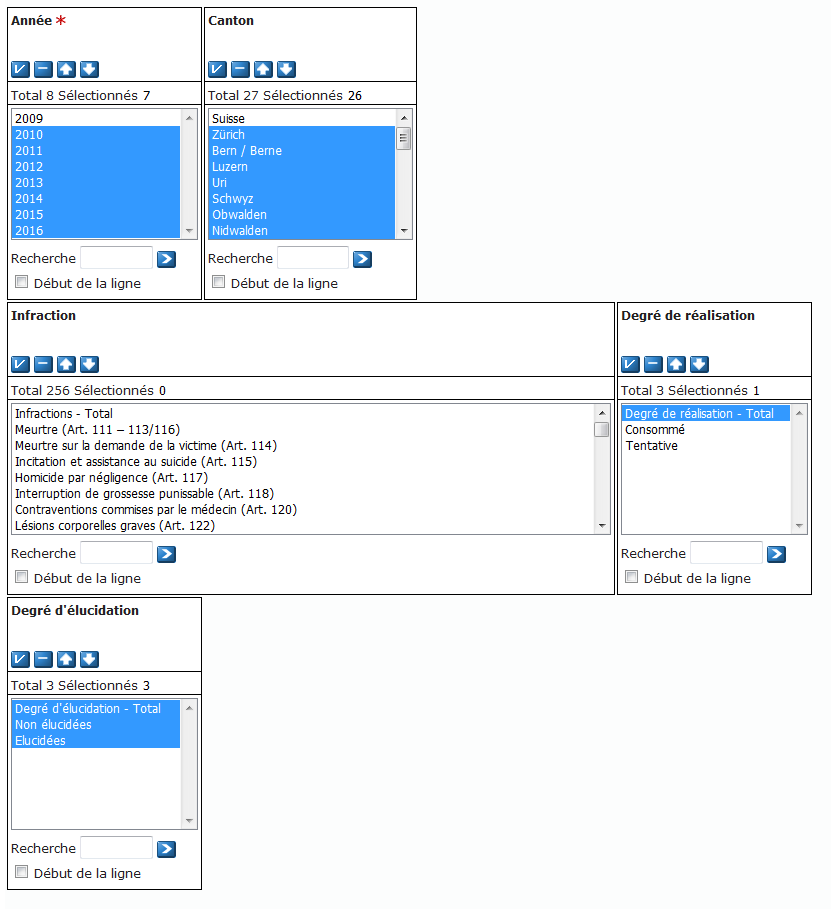 Année *
Total 8 Sélectionnés 7
2009
2010
2011
2012
2013
2014
2015
2016
Recherche
Début de la ligne
Canton
Total 27 Sélectionnés 26
Suisse
Zürich
Bern / Berne
Luzern
Uri
Schwyz
Obwalden
Nidwalden
Recherche
Début de la ligne
Infraction
Total 256 Sélectionnés 0
Infractions - Total
Meurtre (Art. 111 – 113/116)
Meurtre sur la demande de la victime (Art. 114)
Incitation et assistance au suicide (Art. 115)
Homicide par négligence (Art. 117)
Interruption de grossesse punissable (Art. 118)
Contraventions commises par le médecin (Art. 120)
Lésions corporelles graves (Art. 122)
Recherche
Début de la ligne
Degré de réalisation
Total 3 Sélectionnés 1
Degré de réalisation - Total
Consommé
Tentative
Recherche
Début de la ligne
Degré d'élucidation
Total 3 Sélectionnés 3
Degré d'élucidation - Total
Non élucidées
Elucidées
Recherche
Début de la ligne